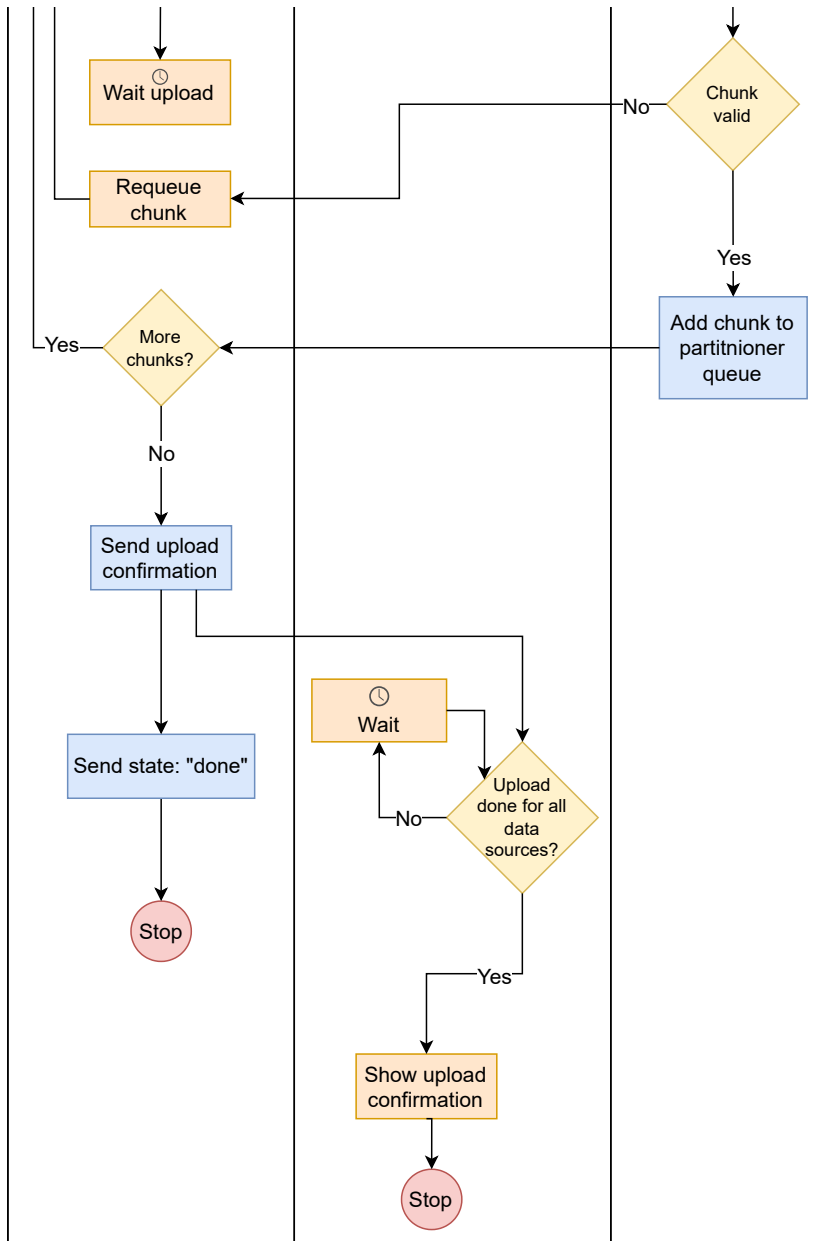 Wait upload
Chunk
valid
No
Requeue
chunk
Yes
More
chunks?
Yes
Add chunk to
partitnioner
queue
No
Send upload
confirmation
Wait
Send state: "done"
Upload
done for all
data
sources?
No
Stop
Yes
Show upload
confirmation
Stop